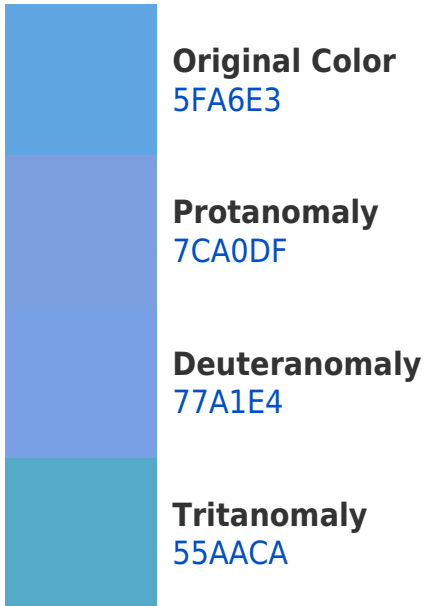 Original Color
5FA6E3
Protanomaly
7CA0DF
Deuteranomaly
77A1E4
Tritanomaly
55AACA